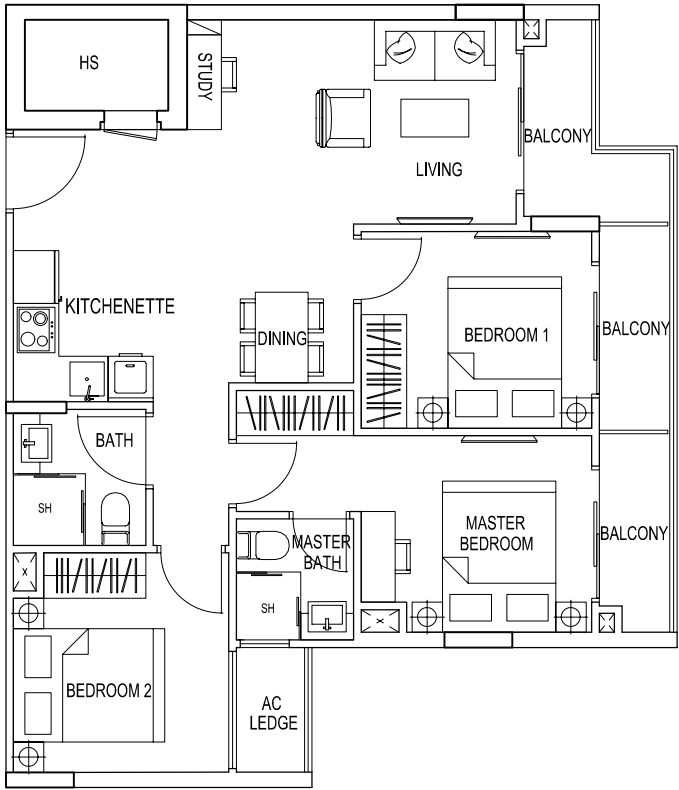 HS
STUDY
BALCONY
LIVING
KITCHENETTE
DINING
BEDROOM 1
BALCONY
BATH
SH
MASTER
BEDROOM
BALCONY
MASTER
BATH
X
SH
X
BEDROOM 2
AC
LEDGE